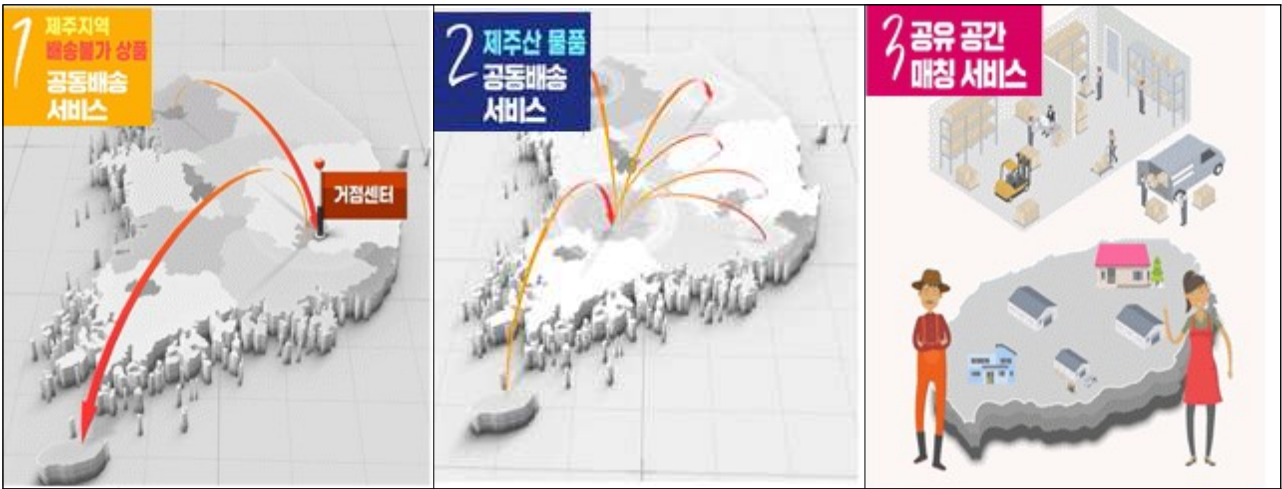 1 제주지역
배송불가 상품
공동배송
서비스
거점센터
2 제주산 물품
공동배송
서비스
3 공유 공간
매칭 서비스